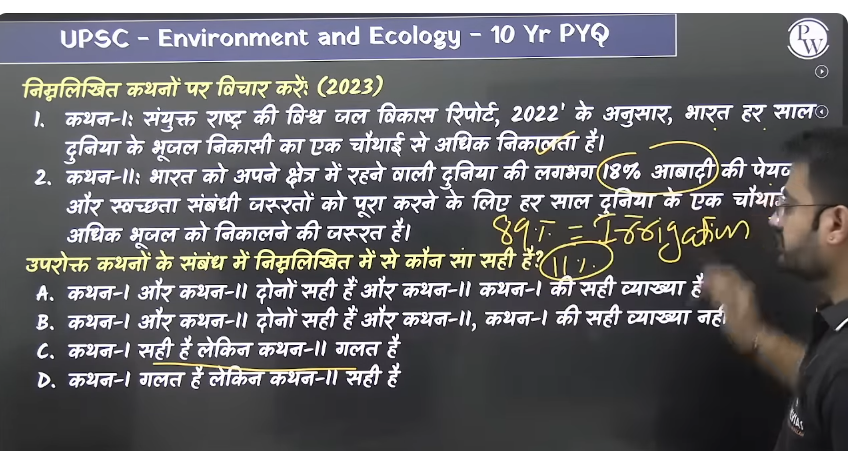 UPSC - Environment and Ecology - 10 Yr PYQ
PW
निम्नलिखित कथनों पर विचार करें: (2023)
1. कथन-I: संयुक्त राष्ट्र की विश्व जल विकास रिपोर्ट, 2022' के अनुसार, भारत हर साल
दुनिया के भूजल निकासी का एक चौथाई से अधिक निकालता है।
2. कथन-II: भारत को अपने क्षेत्र में रहने वाली दुनिया की लगभग 18% आबादी की
और स्वच्छता संबंधी जरूरतों को पूरा करने के लिए हर साल दुनिया के एक चौथाई
अधिक भूजल को निकालने की जरूरत है।
89% = Irrigation
उपरोक्त कथनों के संबंध में निम्नलिखित में से कौन सा सही है?
11%
A. कथन-I और कथन-II दोनों सही हैं और कथन-II कथन-I की सही व्याख्या है
B. कथन-I और कथन-II दोनों सही हैं और कथन-II, कथन-I की सही व्याख्या नहीं
C. कथन-I सही है लेकिन कथन-II गलत है
D. कथन-I गलत है लेकिन कथन-II सही है